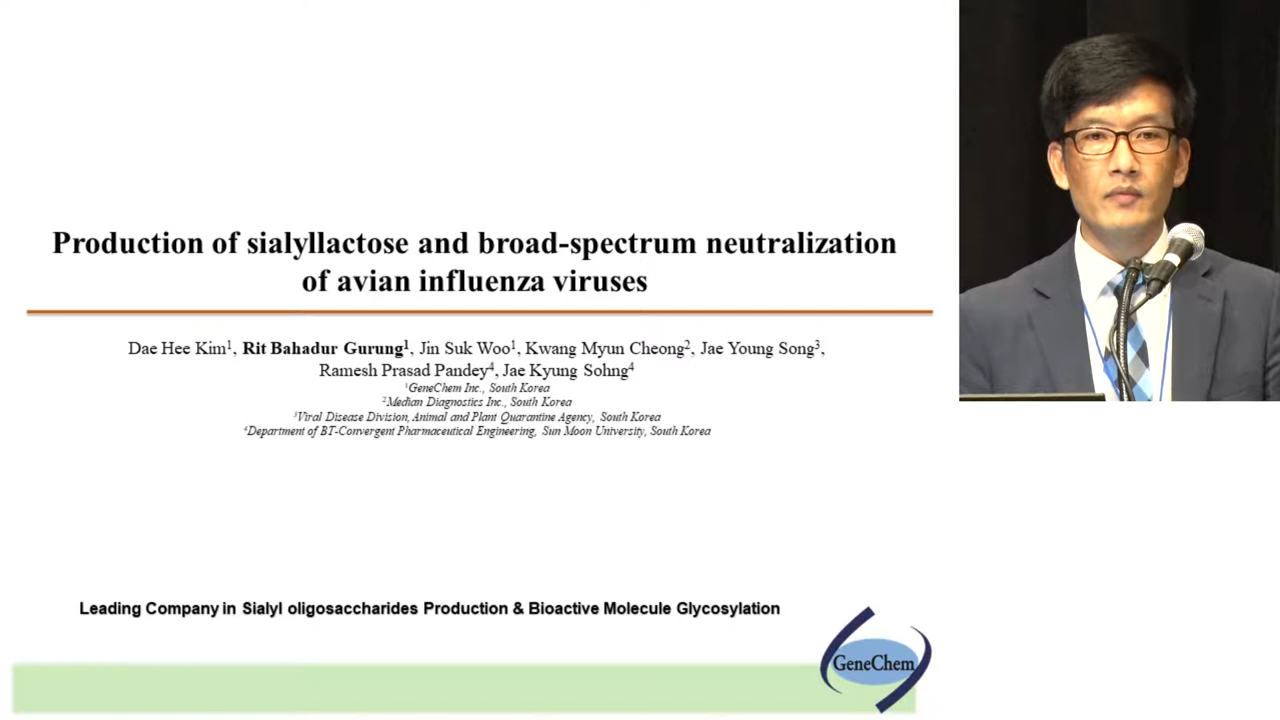 Production of sialyllactose and broad-spectrum neutralization
of avian influenza viruses
Dae Hee Kim¹, Rit Bahadur Gurung¹, Jin Suk Woo¹, Kwang Myun Cheong², Jae Young Song³,
Ramesh Prasad Pandey⁴, Jae Kyung Sohng⁴
¹GeneChem Inc., South Korea
²Median Diagnostics Inc., South Korea
³Viral Disease Division, Animal and Plant Quarantine Agency, South Korea
⁴Department of BT-Convergent Pharmaceutical Engineering, Sun Moon University, South Korea
Leading Company in Sialyl oligosaccharides Production & Bioactive Molecule Glycosylation
GeneChem